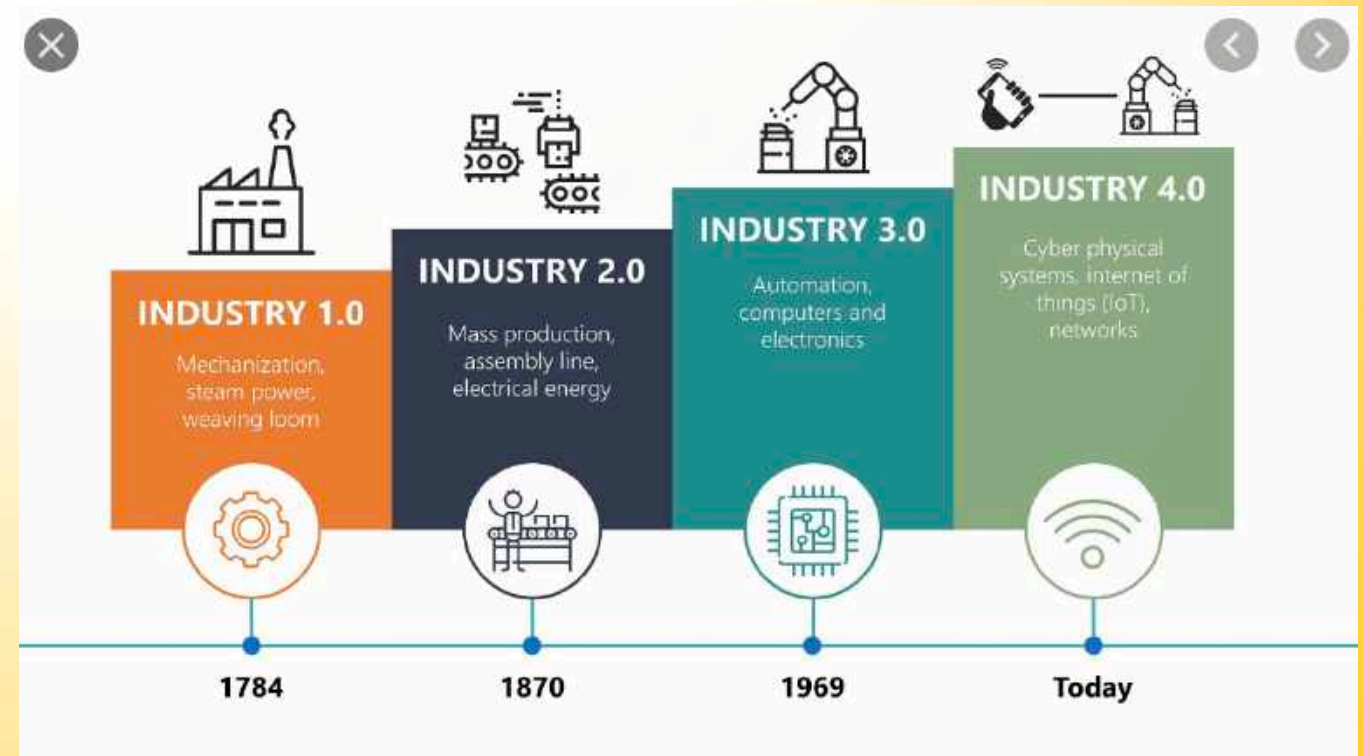 INDUSTRY 1.0
Mechanization,
steam power,
weaving loom
INDUSTRY 2.0
Mass production,
assembly line,
electrical energy
INDUSTRY 3.0
Automation,
computers and
electronics
INDUSTRY 4.0
Cyber physical
systems, internet of
things (IoT),
networks
1784
1870
1969
Today